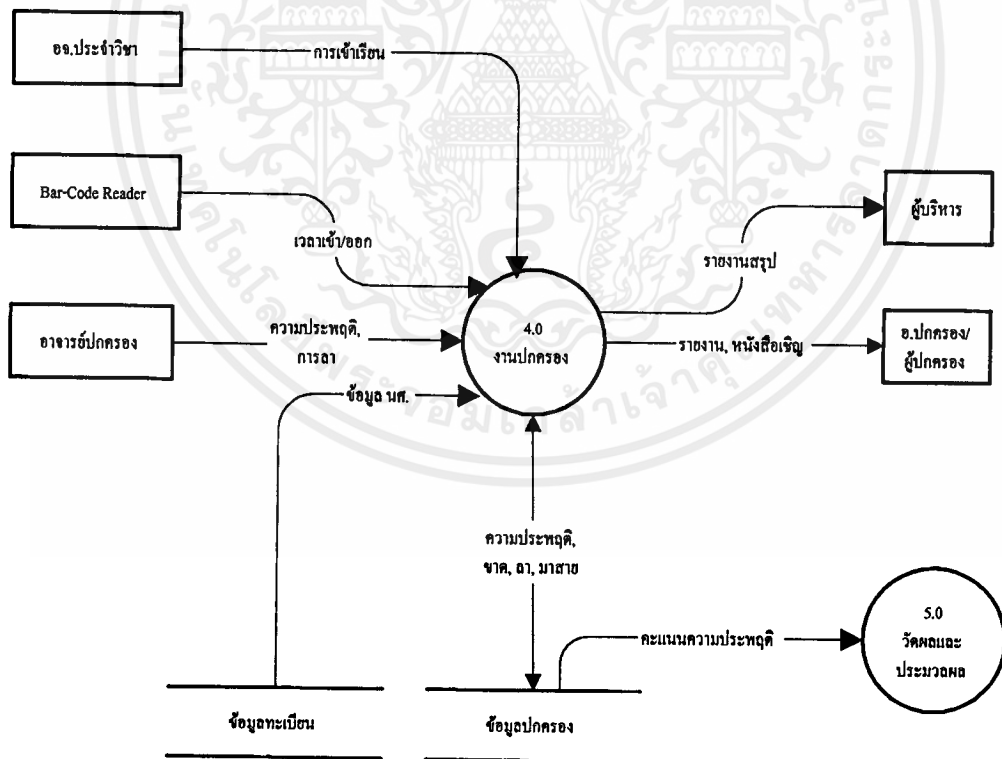 อจ.ประจำวิชา
การเข้าเรียน
Bar-Code Reader
เวลาเข้า/ออก
ผู้บริหาร
รายงานสรุป
อาจารย์ปกครอง
ความประพฤติ,
การลา
4.0
งานปกครอง
รายงาน, หนังสือเชิญ
อ.ปกครอง/
ผู้ปกครอง
ข้อมูล นศ.
ความประพฤติ,
ขาด, ลา, มาสาย
คะแนนความประพฤติ
5.0
วัดผลและ
ประมวลผล
ข้อมูลทะเบียน
ข้อมูลปกครอง